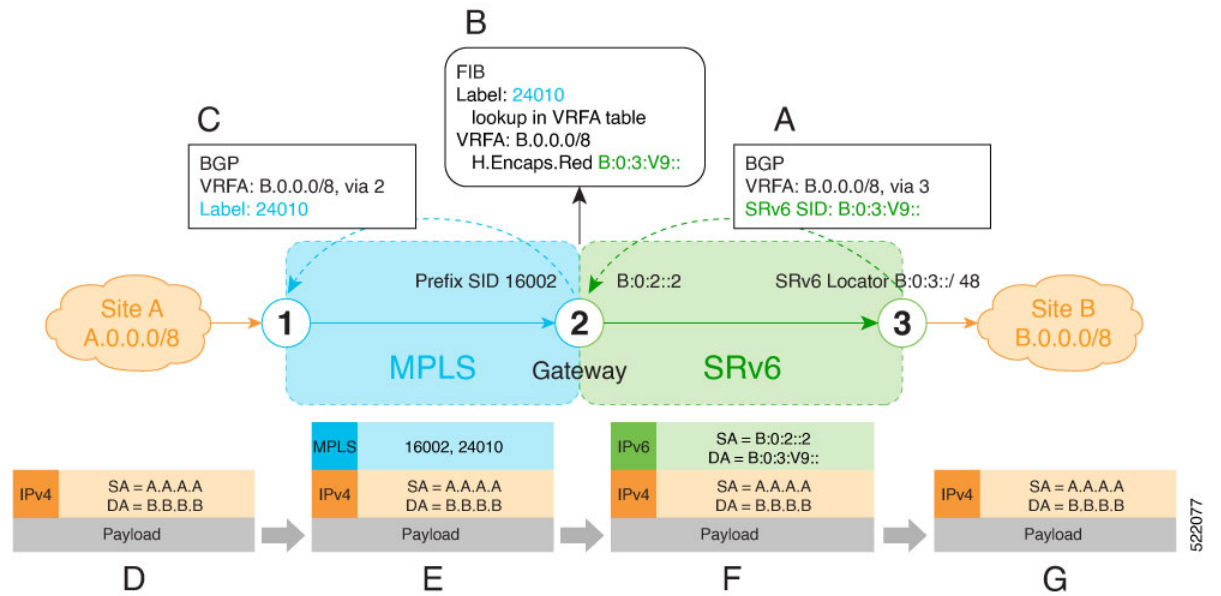 B
FIB
Label: 24010
lookup in VRFA table
VRFA: B.0.0.0/8
H.Encaps.Red B:0:3:V9::
C
BGP
VRFA: B.0.0.0/8, via 2
Label: 24010
A
BGP
VRFA: B.0.0.0/8, via 3
SRv6 SID: B:0:3:V9::
Prefix SID 16002
B:0:2::2
SRv6 Locator B:0:3::/ 48
Site A
A.0.0.0/8
1
2
3
Site B
B.0.0.0/8
MPLS
Gateway
SRv6
IPv4
SA = A.A.A.A
DA = B.B.B.B
Payload
D
MPLS
16002, 24010
IPv4
SA = A.A.A.A
DA = B.B.B.B
Payload
E
IPv6
SA = B:0:2::2
DA = B:0:3:V9::
IPv4
SA = A.A.A.A
DA = B.B.B.B
Payload
F
IPv4
SA = A.A.A.A
DA = B.B.B.B
Payload
G
522077